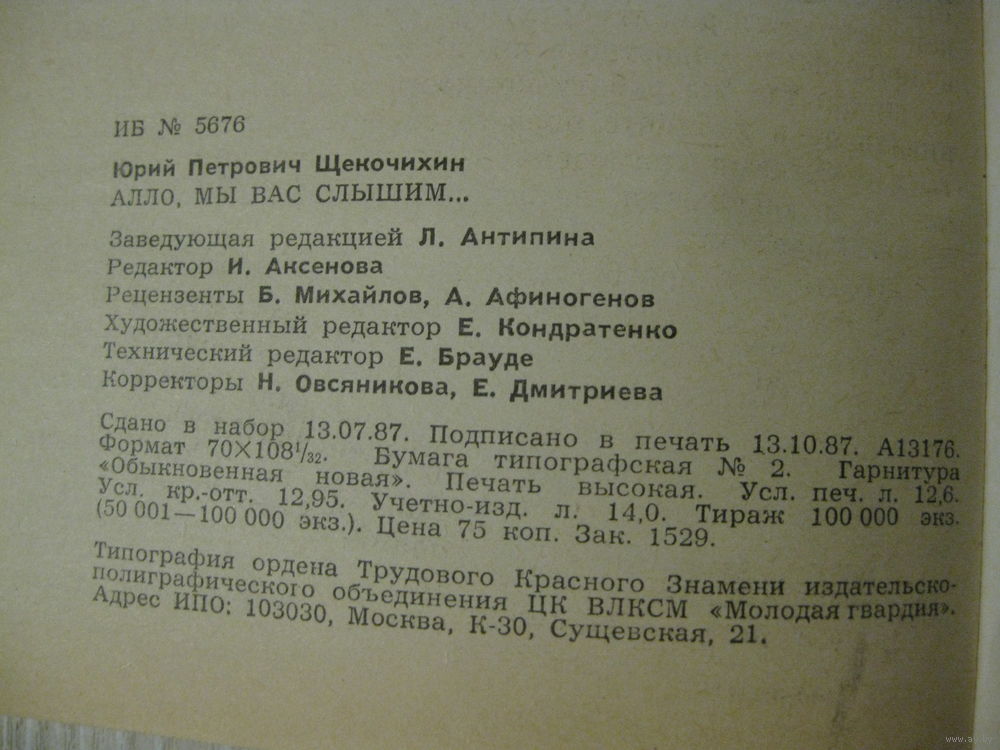 ИБ № 5676
Юрий Петрович Щекочихин
АЛЛО, МЫ ВАС СЛЫШИМ...
Заведующая редакцией Л. Антипина
Редактор И. Аксенова
Рецензенты Б. Михайлов, А. Афиногенов
Художественный редактор Е. Кондратенко
Технический редактор Е. Брауде
Корректоры Н. Овсяникова, Е. Дмитриева
Сдано в набор 13.07.87. Подписано в печать 13.10.87. А13176.
Формат 70×108¹/₃₂. Бумага типографская № 2. Гарнитура
«Обыкновенная новая». Печать высокая. Усл. печ. л. 12,6.
Усл. кр.-отт. 12,95. Учетно-изд. л. 14,0. Тираж 100 000 экз.
(50 001—100 000 экз.). Цена 75 коп. Зак. 1529.
Типография ордена Трудового Красного Знамени издательско-
полиграфического объединения ЦК ВЛКСМ «Молодая гвардия».
Адрес ИПО: 103030, Москва, К-30, Сущевская, 21.